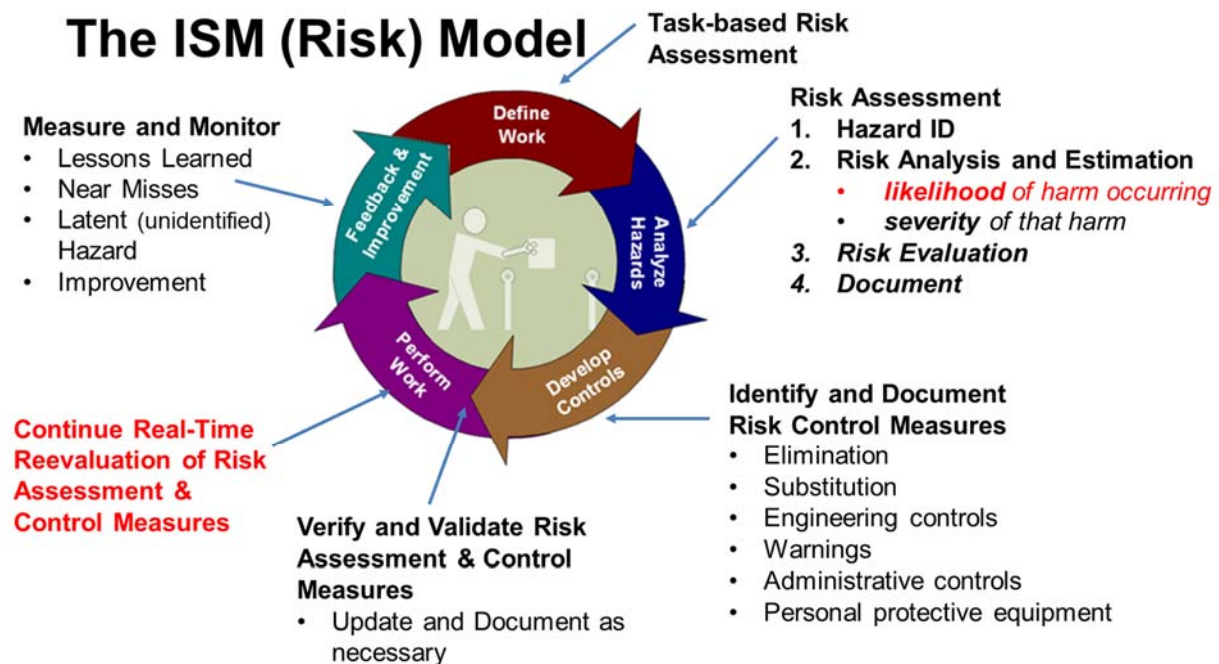 The ISM (Risk) Model
Task-based Risk
Assessment
Define
Work
Analyze
Hazards
Develop
Controls
Perform
Work
Feedback &
Improvement
Risk Assessment
1. Hazard ID
2. Risk Analysis and Estimation
• likelihood of harm occurring
• severity of that harm
3. Risk Evaluation
4. Document
Identify and Document
Risk Control Measures
• Elimination
• Substitution
• Engineering controls
• Warnings
• Administrative controls
• Personal protective equipment
Verify and Validate Risk
Assessment & Control
Measures
• Update and Document as
necessary
Continue Real-Time
Reevaluation of Risk
Assessment &
Control Measures
Measure and Monitor
• Lessons Learned
• Near Misses
• Latent (unidentified)
Hazard
• Improvement